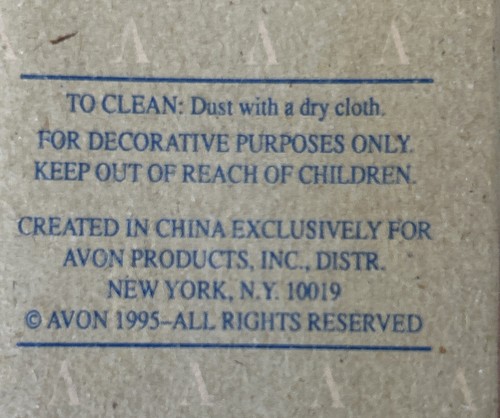 TO CLEAN: Dust with a dry cloth.
FOR DECORATIVE PURPOSES ONLY.
KEEP OUT OF REACH OF CHILDREN.
CREATED IN CHINA EXCLUSIVELY FOR
AVON PRODUCTS, INC., DISTR.
NEW YORK, N.Y. 10019
© AVON 1995–ALL RIGHTS RESERVED